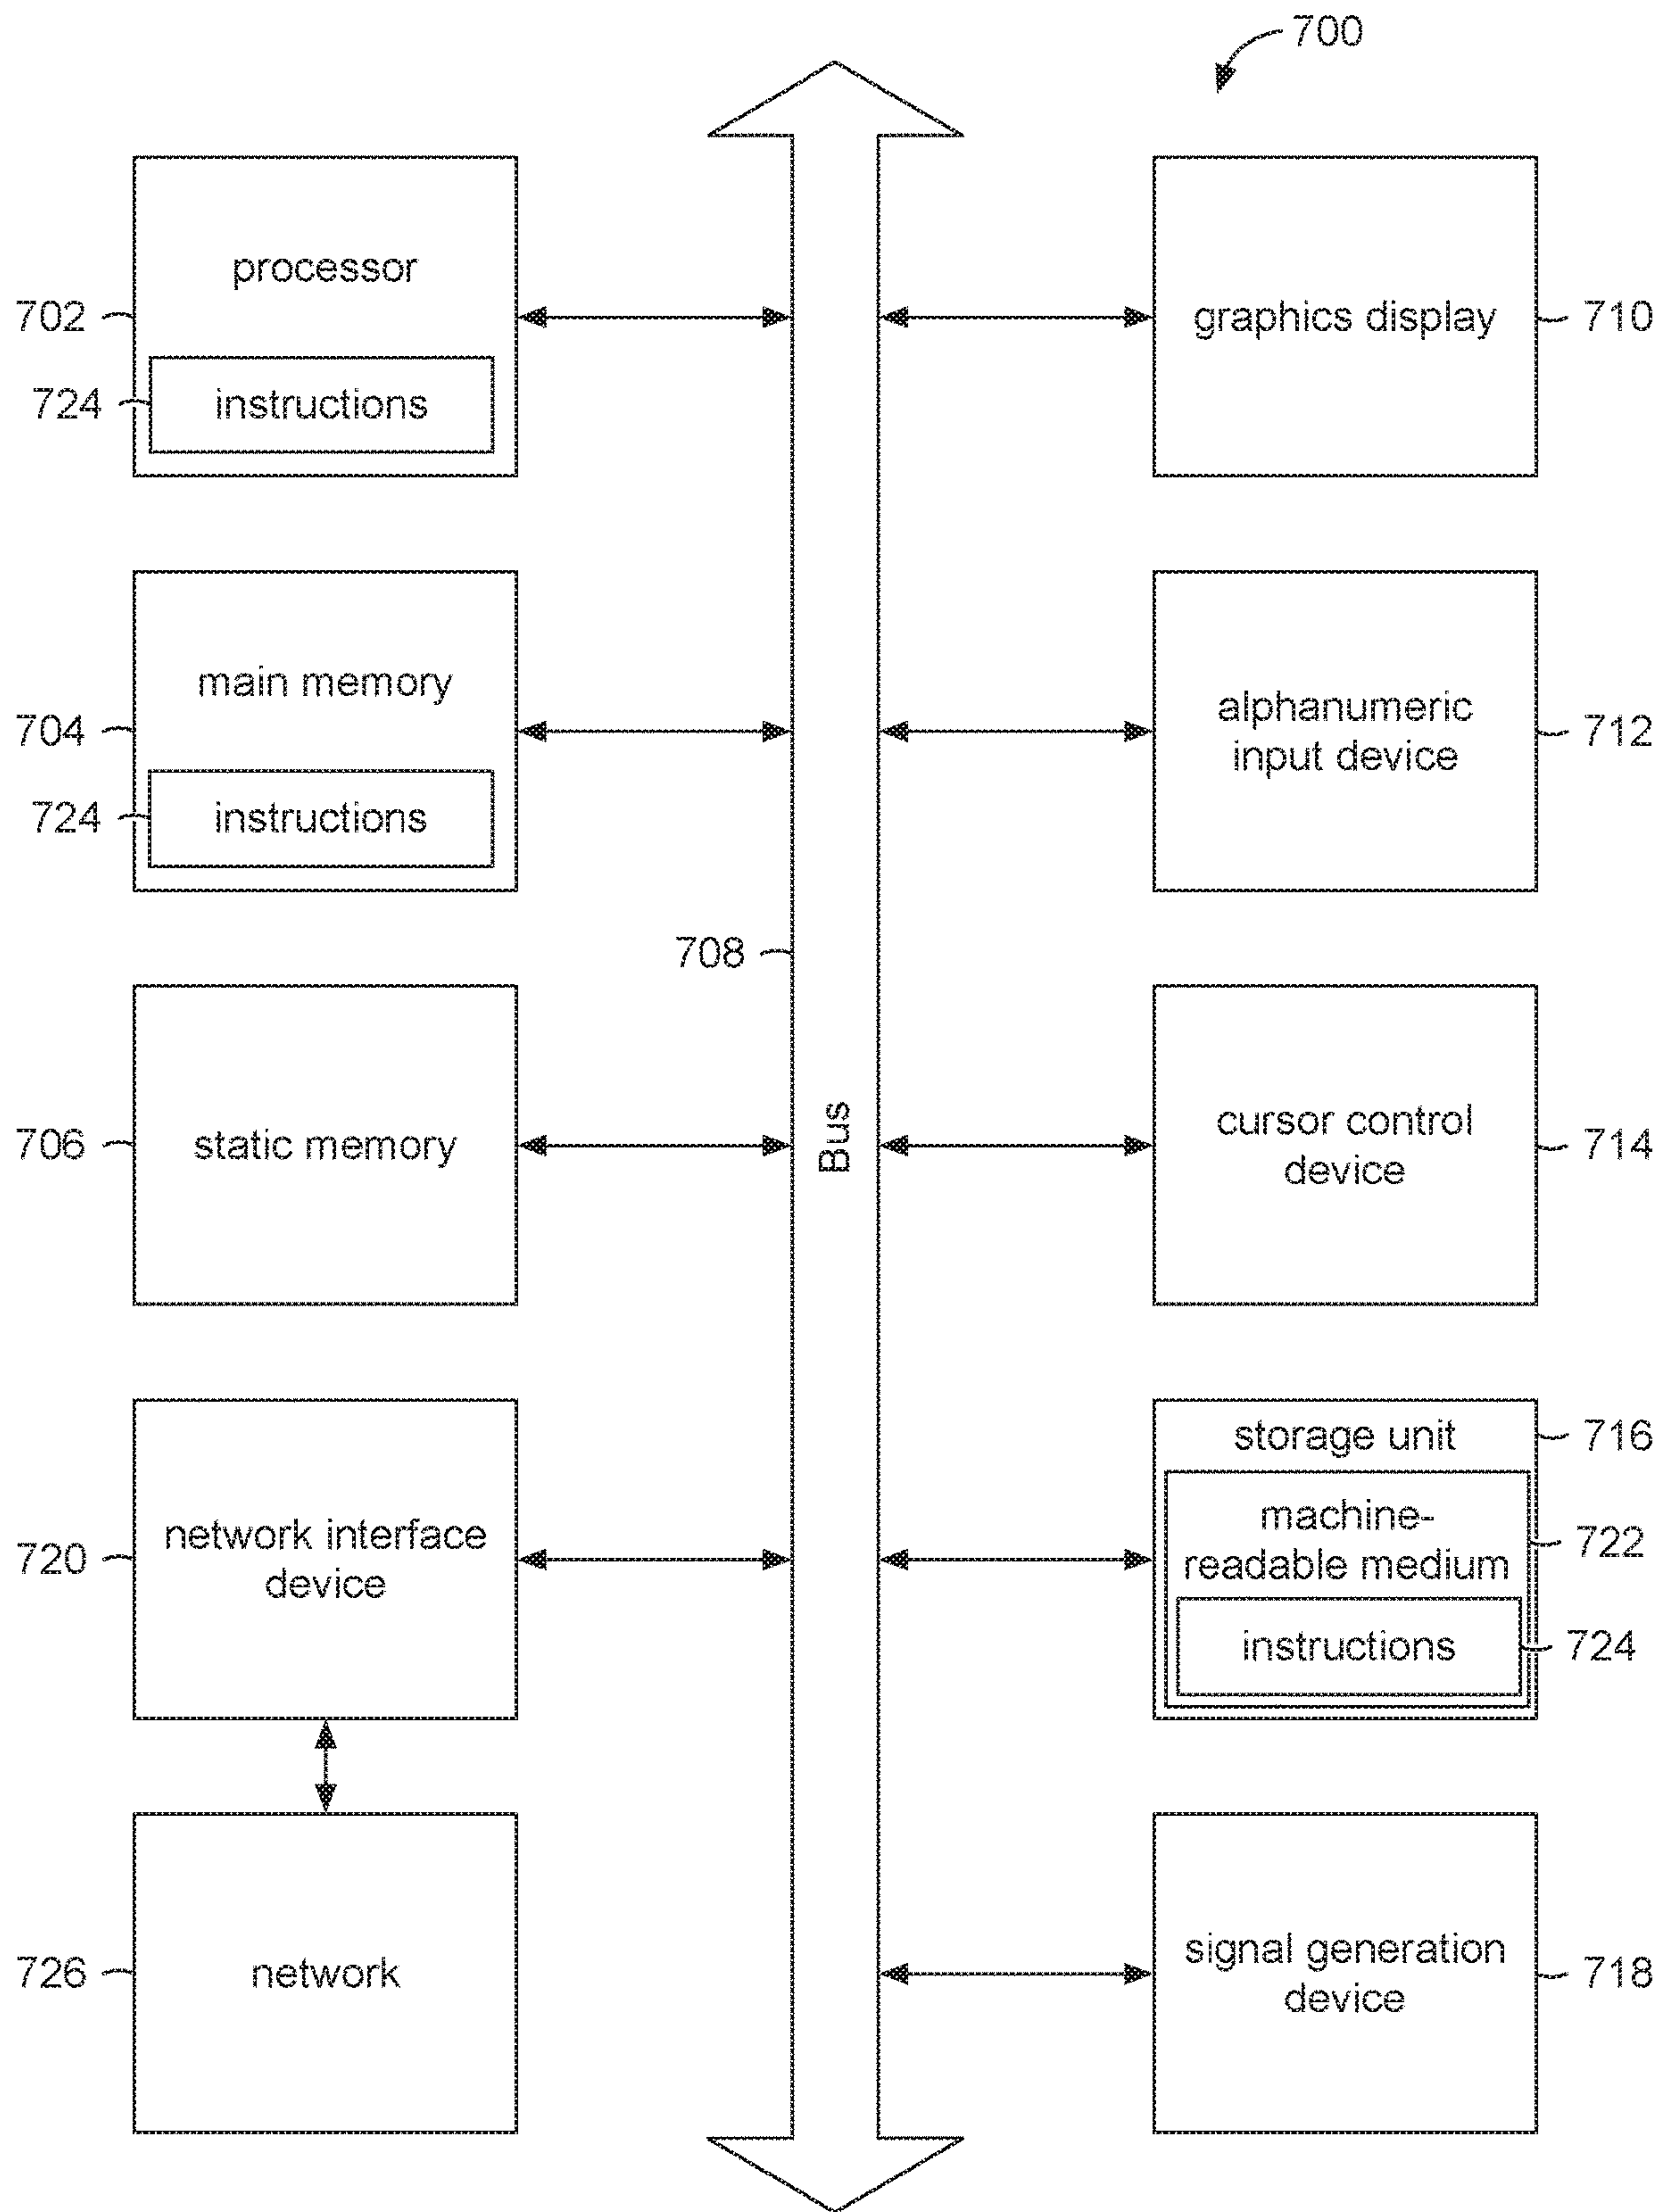 700
processor
702
724
instructions
graphics display
710
main memory
704
724
instructions
alphanumeric
input device
712
708
Bus
706
static memory
cursor control
device
714
720
network interface
device
storage unit
716
machine-
readable medium
722
instructions
724
726
network
signal generation
device
718